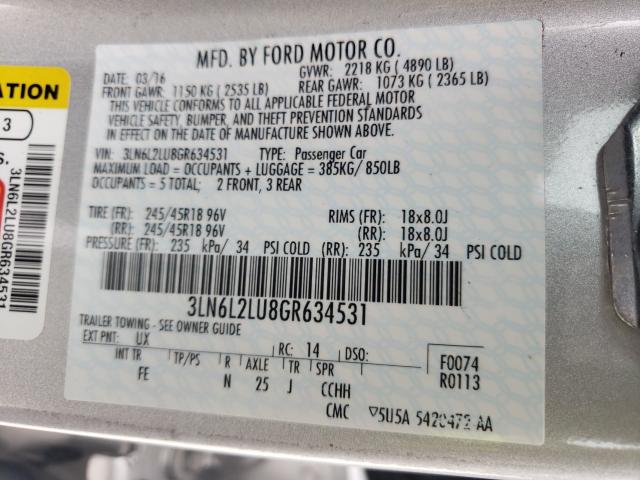 MFD. BY FORD MOTOR CO.
DATE: 03/16 GVWR: 2218 KG ( 4890 LB)
FRONT GAWR: 1150 KG ( 2535 LB) REAR GAWR: 1073 KG ( 2365 LB)
THIS VEHICLE CONFORMS TO ALL APPLICABLE FEDERAL MOTOR
VEHICLE SAFETY, BUMPER, AND THEFT PREVENTION STANDARDS
IN EFFECT ON THE DATE OF MANUFACTURE SHOWN ABOVE.
VIN: 3LN6L2LU8GR634531 TYPE: Passenger Car
MAXIMUM LOAD = OCCUPANTS + LUGGAGE = 385KG/ 850LB
OCCUPANTS = 5 TOTAL; 2 FRONT, 3 REAR
TIRE (FR): 245/45R18 96V RIMS (FR): 18x8.0J
(RR): 245/45R18 96V (RR): 18x8.0J
PRESSURE (FR): 235 kPa/ 34 PSI COLD (RR): 235 kPa/ 34 PSI COLD
3LN6L2LU8GR634531
TRAILER TOWING - SEE OWNER GUIDE
EXT PNT: UX RC: 14 DSO:
INT TR TP/PS R AXLE TR SPR
FE N 25 J CCHH
F0074
R0113
CMC 5U5A 5420472 AA
ATION
3
3LN6L2LU8GR634531